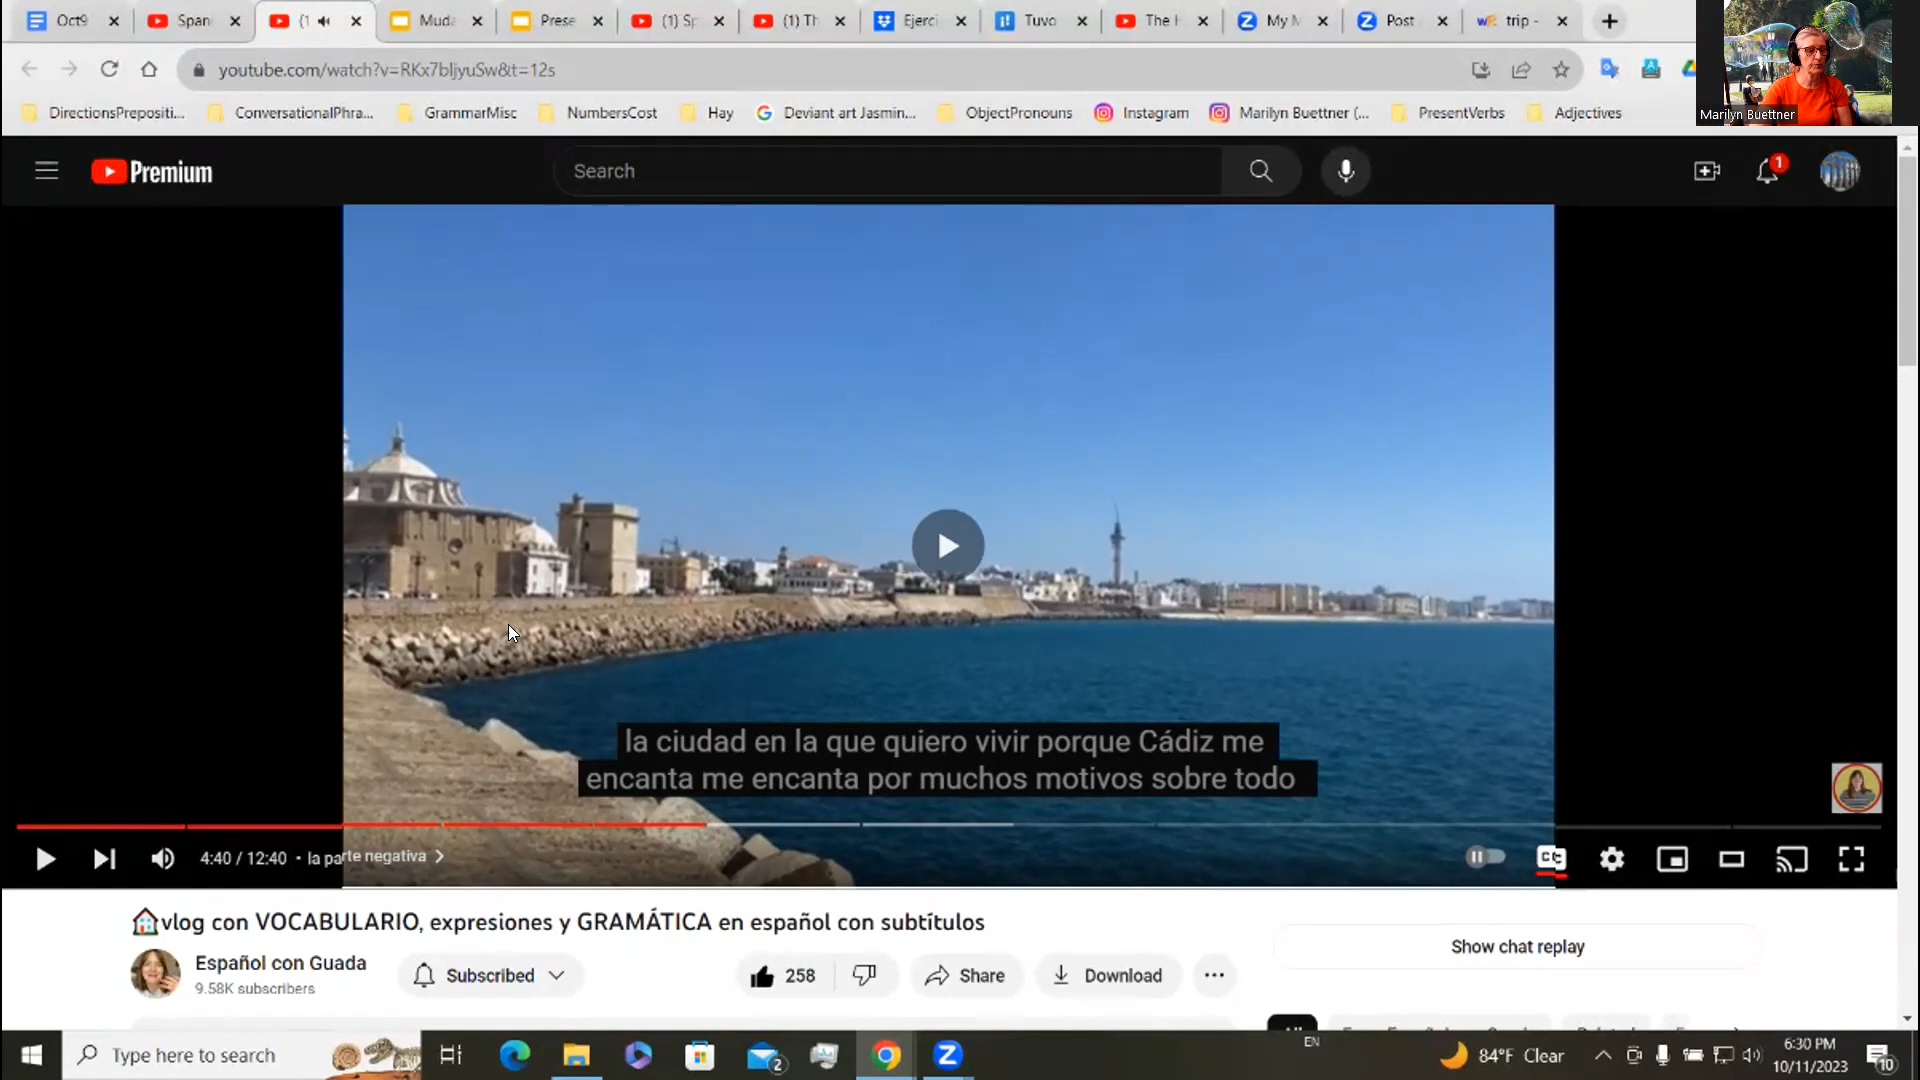 Oct9
Span
(1
Muda
Prese
(1) Sp
(1) Th
Ejerci
Tuvo
The H
My M
Post
trip -
youtube.com/watch?v=RKx7bljyuSw&t=12s
DirectionsPrepositi...
ConversationalPhra...
GrammarMisc
NumbersCost
Hay
Deviant art Jasmin...
ObjectPronouns
Instagram
Marilyn Buettner (...
PresentVerbs
Adjectives
Marilyn Buettner
Premium
Search
1
la ciudad en la que quiero vivir porque Cádiz me
encanta me encanta por muchos motivos sobre todo
4:40 / 12:40 • la parte negativa
vlog con VOCABULARIO, expresiones y GRAMÁTICA en español con subtítulos
Español con Guada
9.58K subscribers
Subscribed
258
Share
Download
Show chat replay
EN
Type here to search
2
84°F Clear
6:30 PM
10/11/2023
10